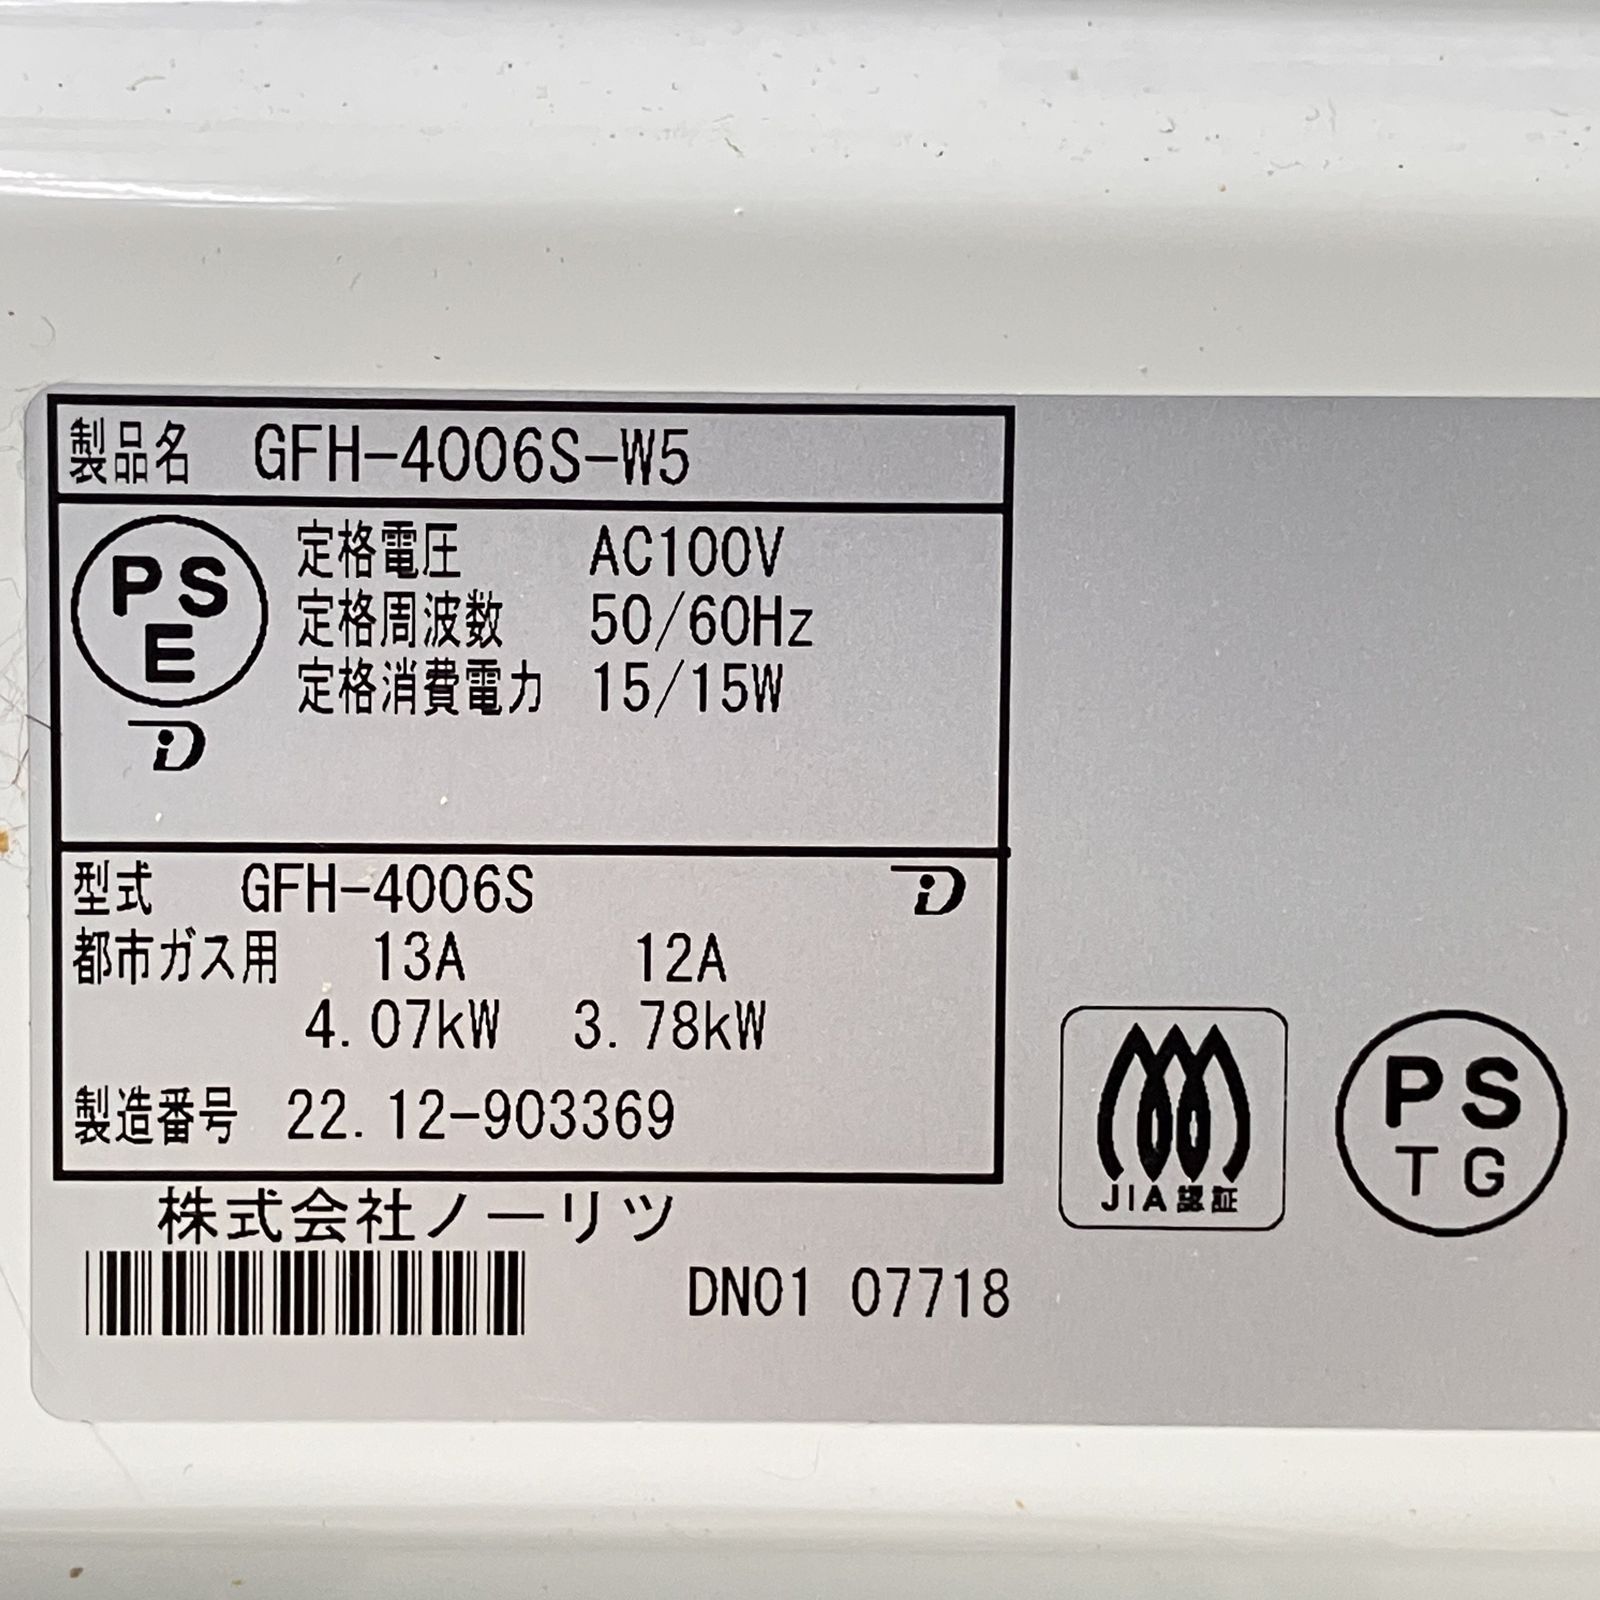 製品名 GFH-4006S-W5
PS
E
定格電圧 AC100V
定格周波数 50/60Hz
定格消費電力 15/15W
型式 GFH-4006S
都市ガス用 13A 12A
4.07kW 3.78kW
製造番号 22.12-903369
株式会社ノーリツ
DN01 07718
JIA認証
PS
TG